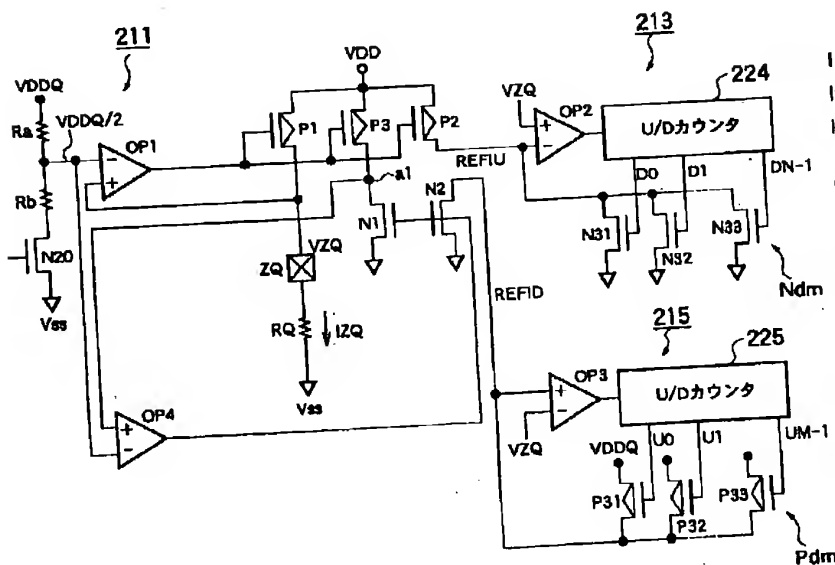 211
VDDQ
Ra
VDDQ/2
OP1
Rb
N20
Vss
VDD
P1
P3
P2
REFIU
a1
N1
N2
VZQ
ZQ
RQ
IZQ
Vss
REFID
OP4
213
224
VZQ
OP2
U/Dカウンタ
D0
D1
DN-1
N31
N32
N33
Ndm
215
225
OP3
U/Dカウンタ
VZQ
VDDQ
U0
U1
UM-1
P31
P32
P33
Pdm